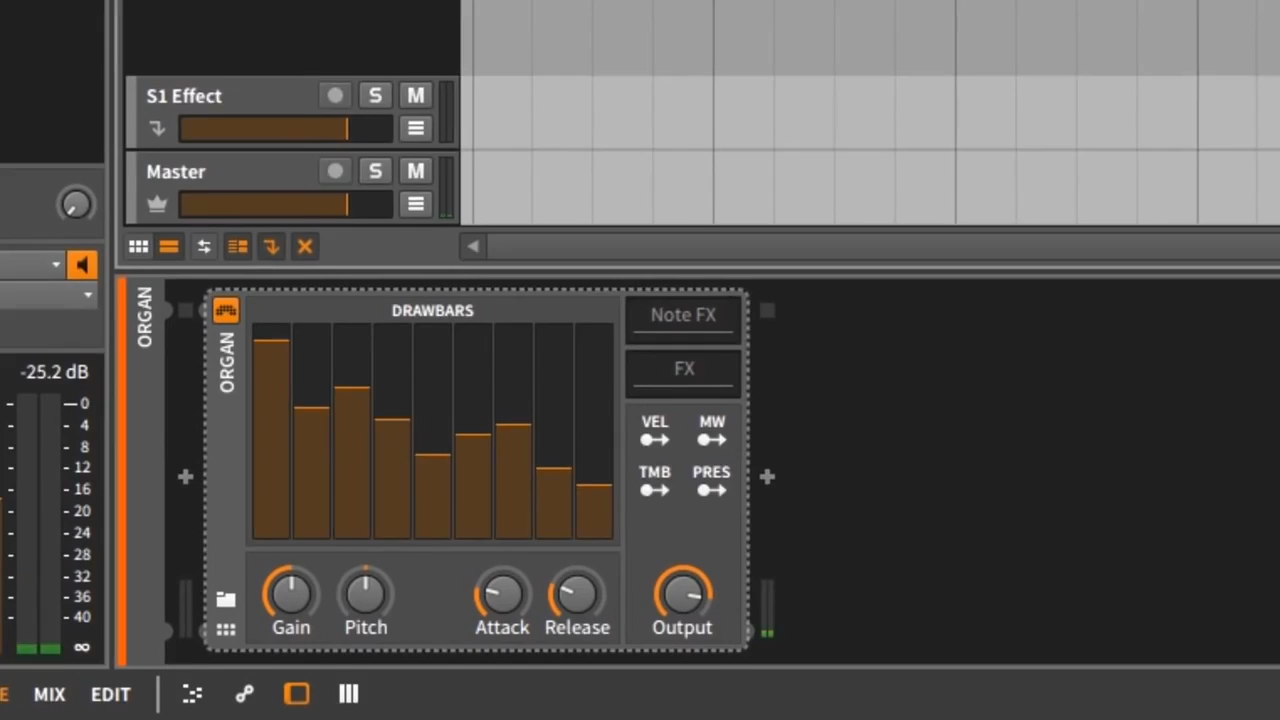 S1 Effect
S
M
Master
S
M
ORGAN
ORGAN
DRAWBARS
Note FX
FX
VEL
MW
TMB
PRES
Gain
Pitch
Attack
Release
Output
-25.2 dB
0
4
8
12
16
20
24
28
32
36
40
∞
E
MIX
EDIT